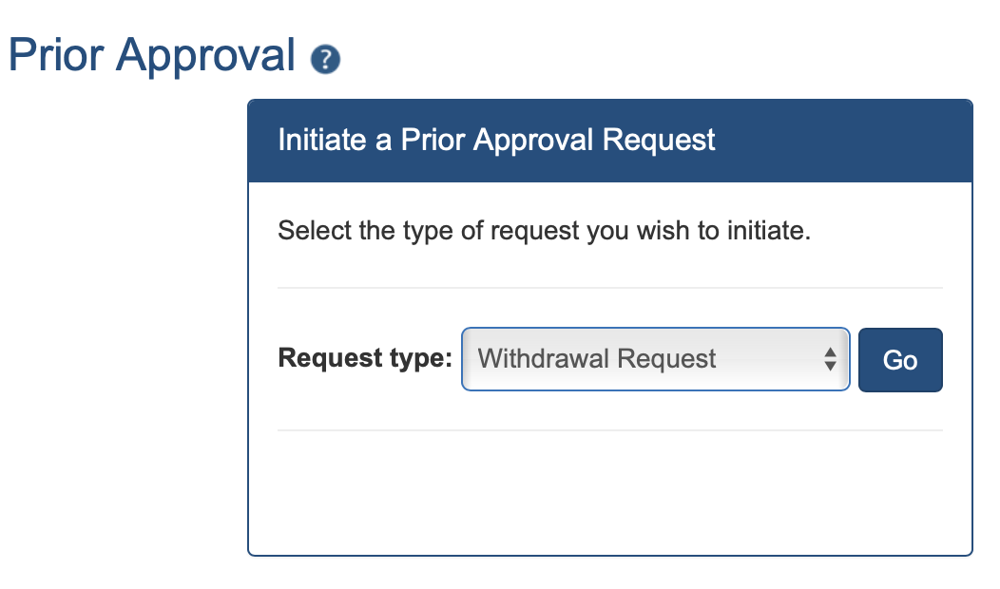 Prior Approval ?
Initiate a Prior Approval Request
Select the type of request you wish to initiate.
Request type: Withdrawal Request Go